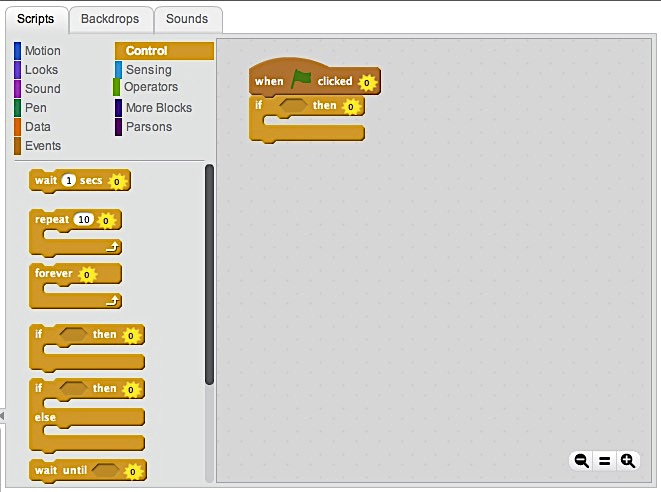 Scripts Backdrops Sounds
Motion Control
Looks Sensing
Sound Operators
Pen More Blocks
Data Parsons
Events
when clicked 0
if then 0
wait 1 secs 0
repeat 10 0
forever 0
if then 0
if then 0
else
wait until 0